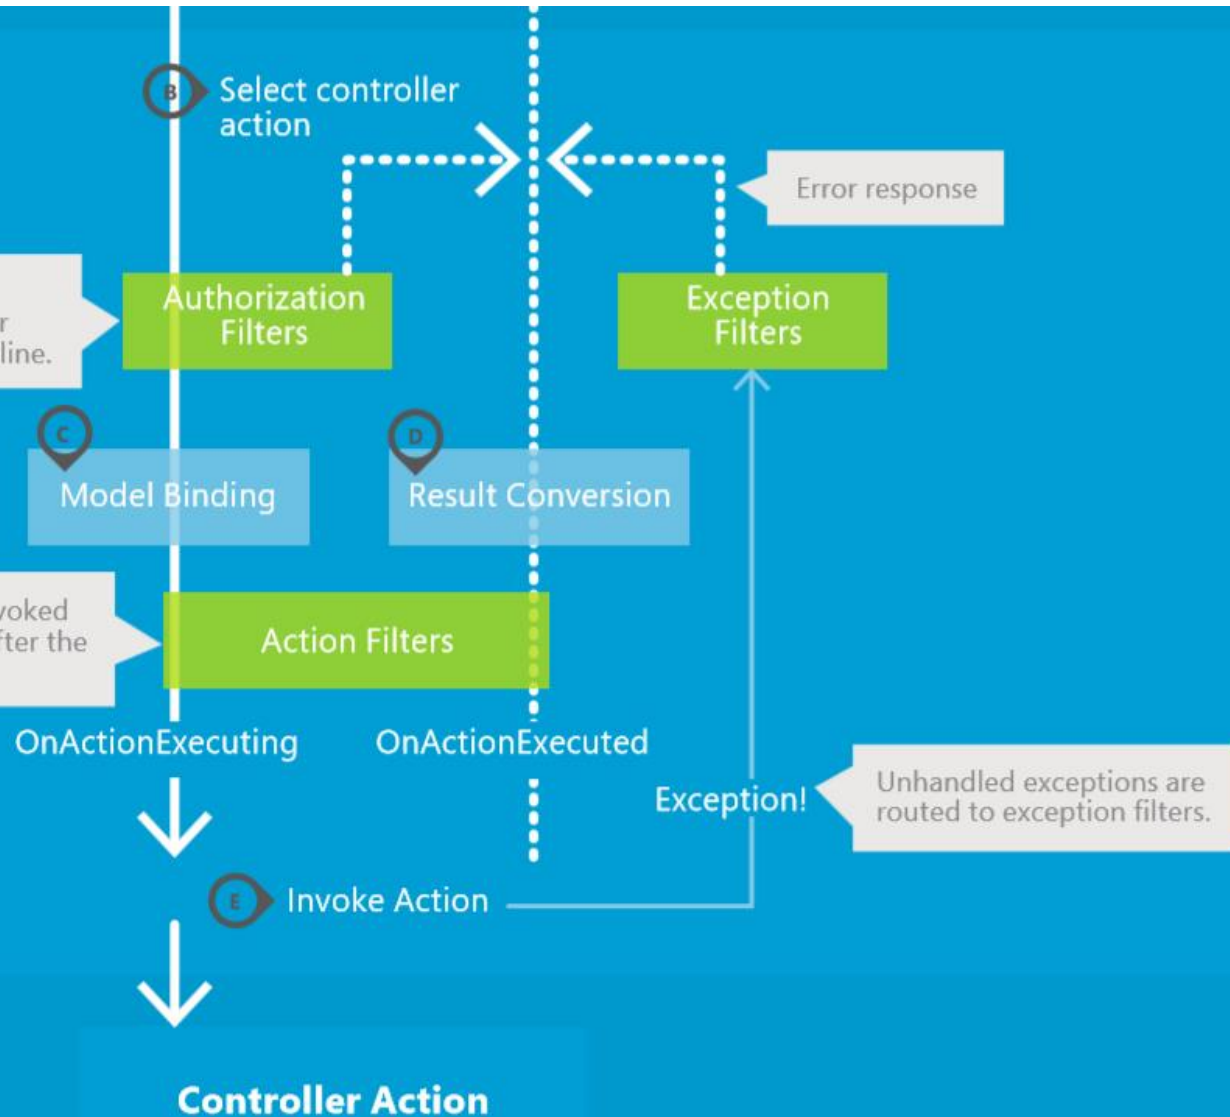 B
Select controller
action
Error response
r
line.
Authorization
Filters
Exception
Filters
C
Model Binding
D
Result Conversion
voked
fter the
Action Filters
OnActionExecuting
OnActionExecuted
Exception!
Unhandled exceptions are
routed to exception filters.
E
Invoke Action
Controller Action